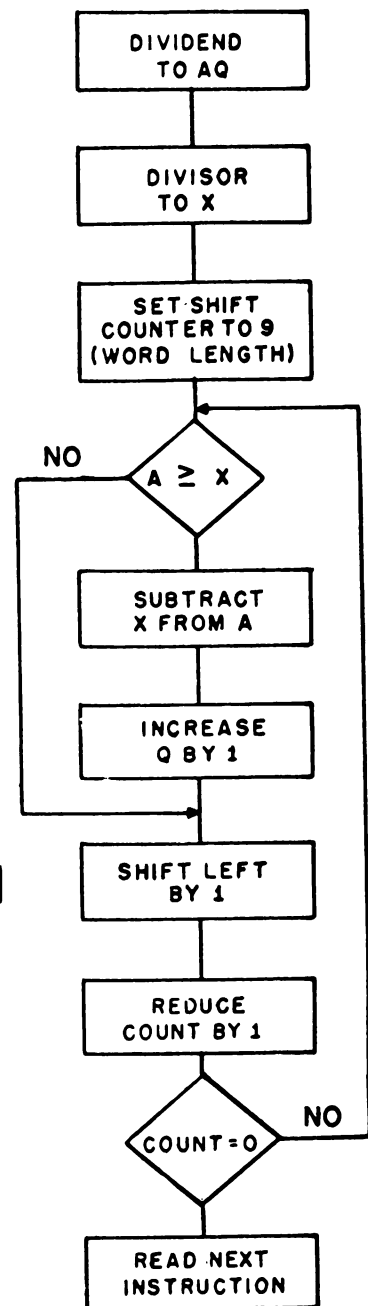 DIVIDEND
TO AQ
DIVISOR
TO X
SET SHIFT
COUNTER TO 9
(WORD LENGTH)
NO
A ≥ X
SUBTRACT
X FROM A
INCREASE
Q BY 1
SHIFT LEFT
BY 1
REDUCE
COUNT BY 1
NO
COUNT=0
READ NEXT
INSTRUCTION